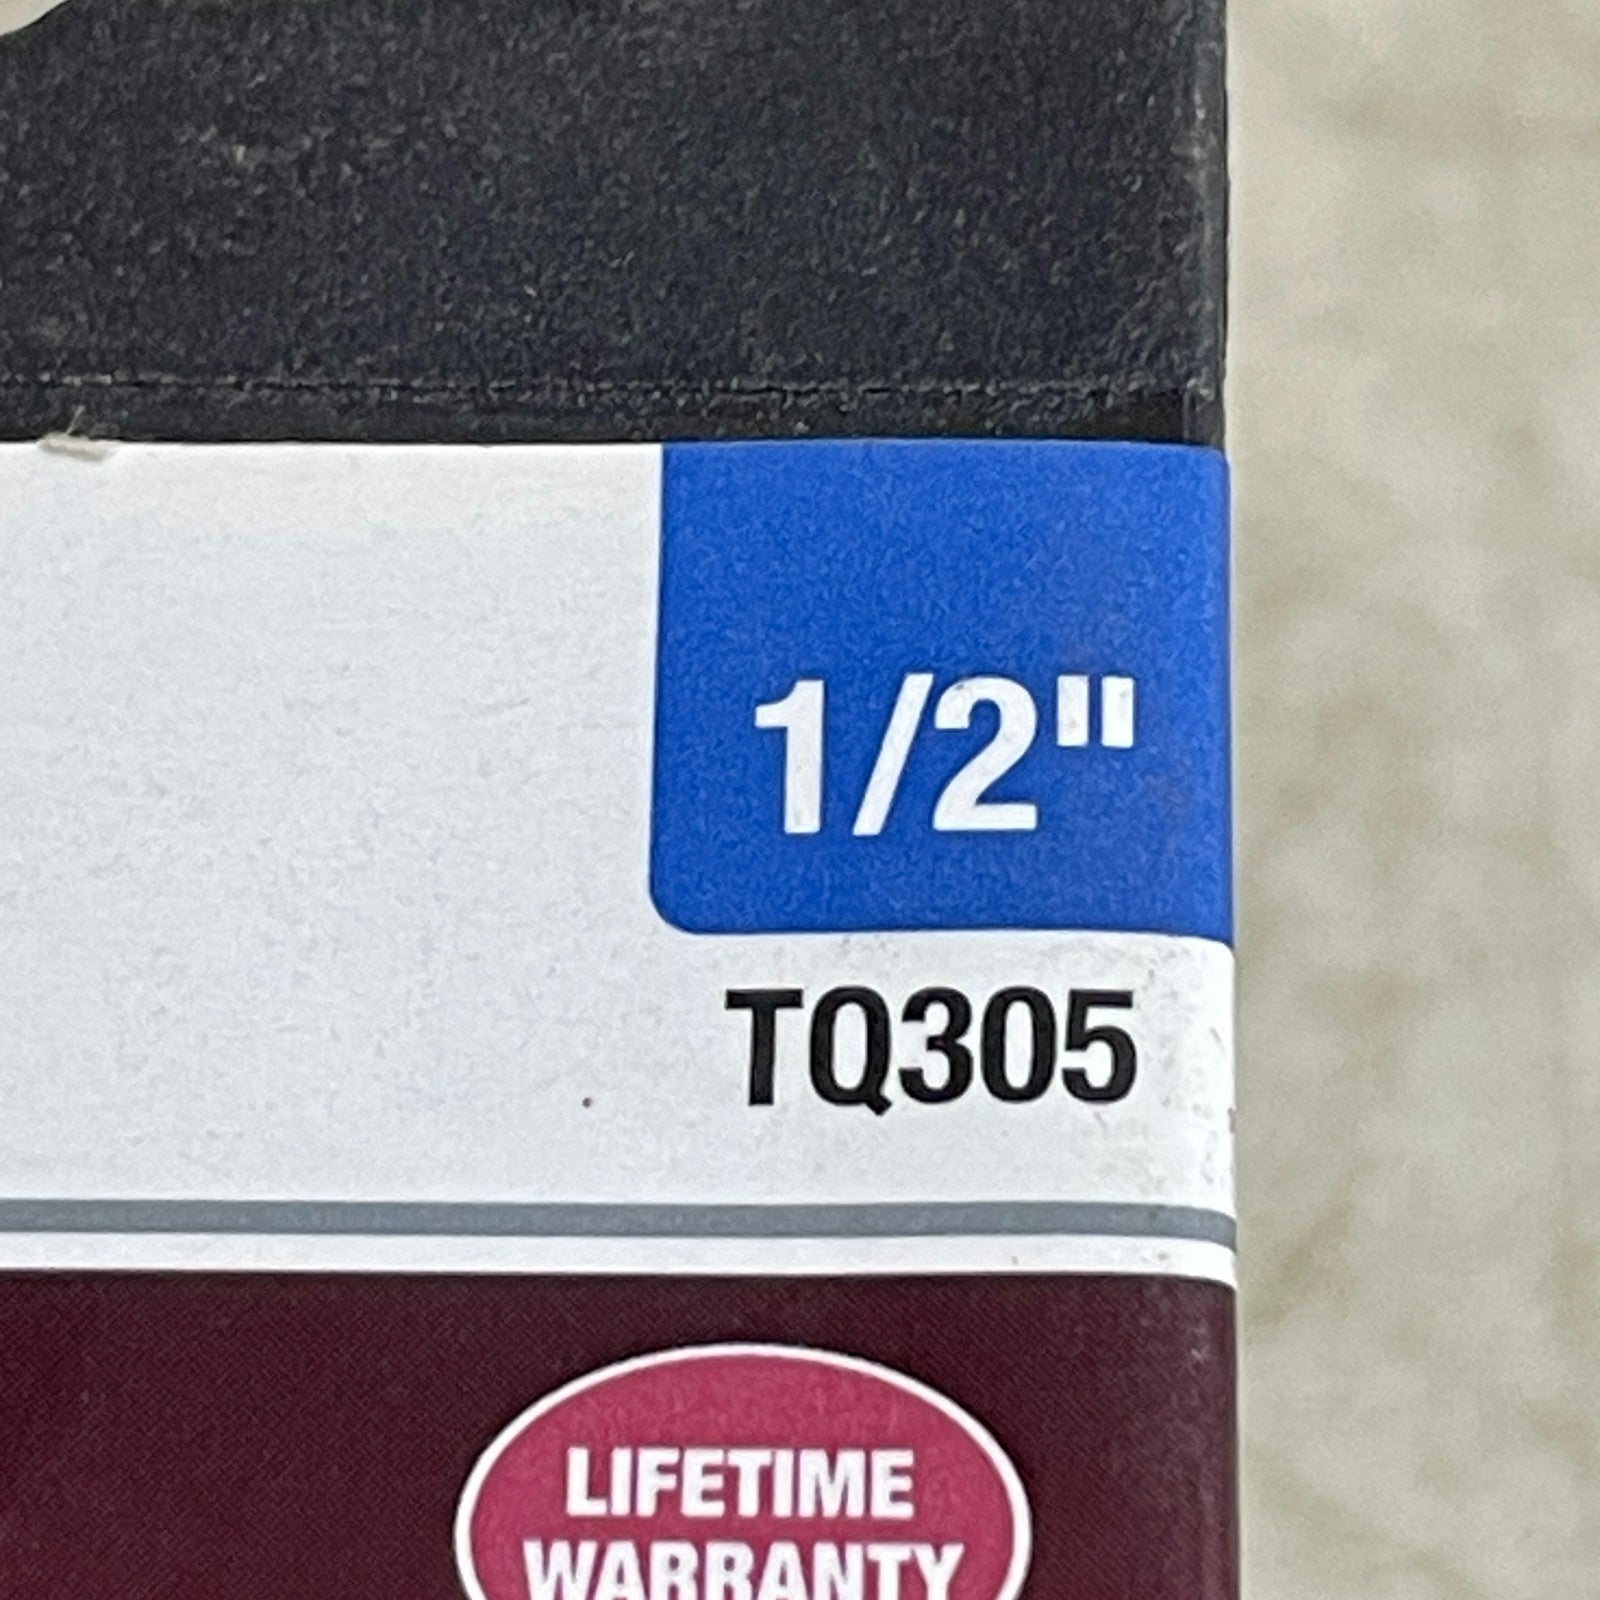 1/2"
TQ305
LIFETIME
WARRANTY